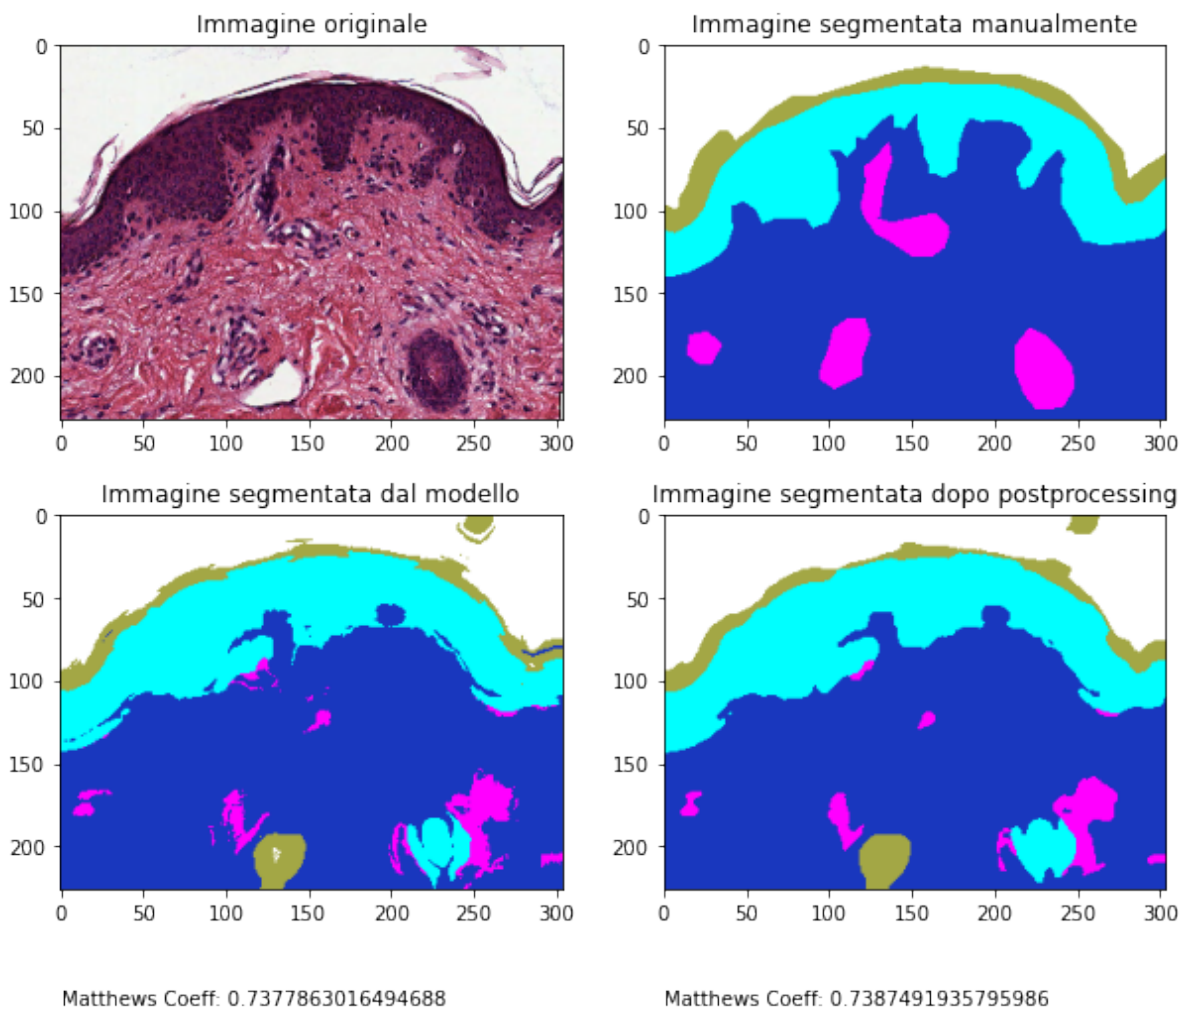 Immagine originale
Immagine segmentata manualmente
0
50
100
150
200
0 50 100 150 200 250 300
0
50
100
150
200
0 50 100 150 200 250 300
Immagine segmentata dal modello
Immagine segmentata dopo postprocessing
0
50
100
150
200
0 50 100 150 200 250 300
0
50
100
150
200
0 50 100 150 200 250 300
Matthews Coeff: 0.7377863016494688
Matthews Coeff: 0.7387491935795986